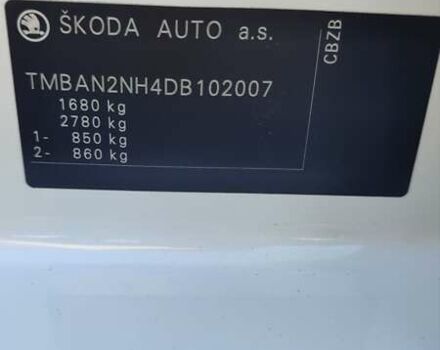 ŠKODA AUTO a.s.
CBZB
TMBAN2NH4DB102007
1680 kg
2780 kg
1- 850 kg
2- 860 kg